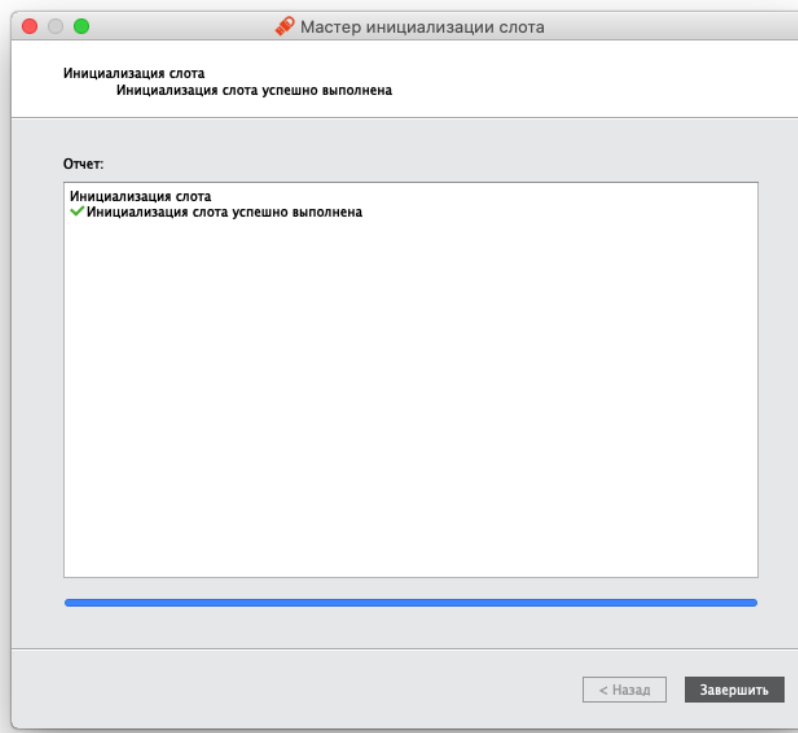 Мастер инициализации слота
Инициализация слота
Инициализация слота успешно выполнена
Отчет:
Инициализация слота
Инициализация слота успешно выполнена
< Назад
Завершить